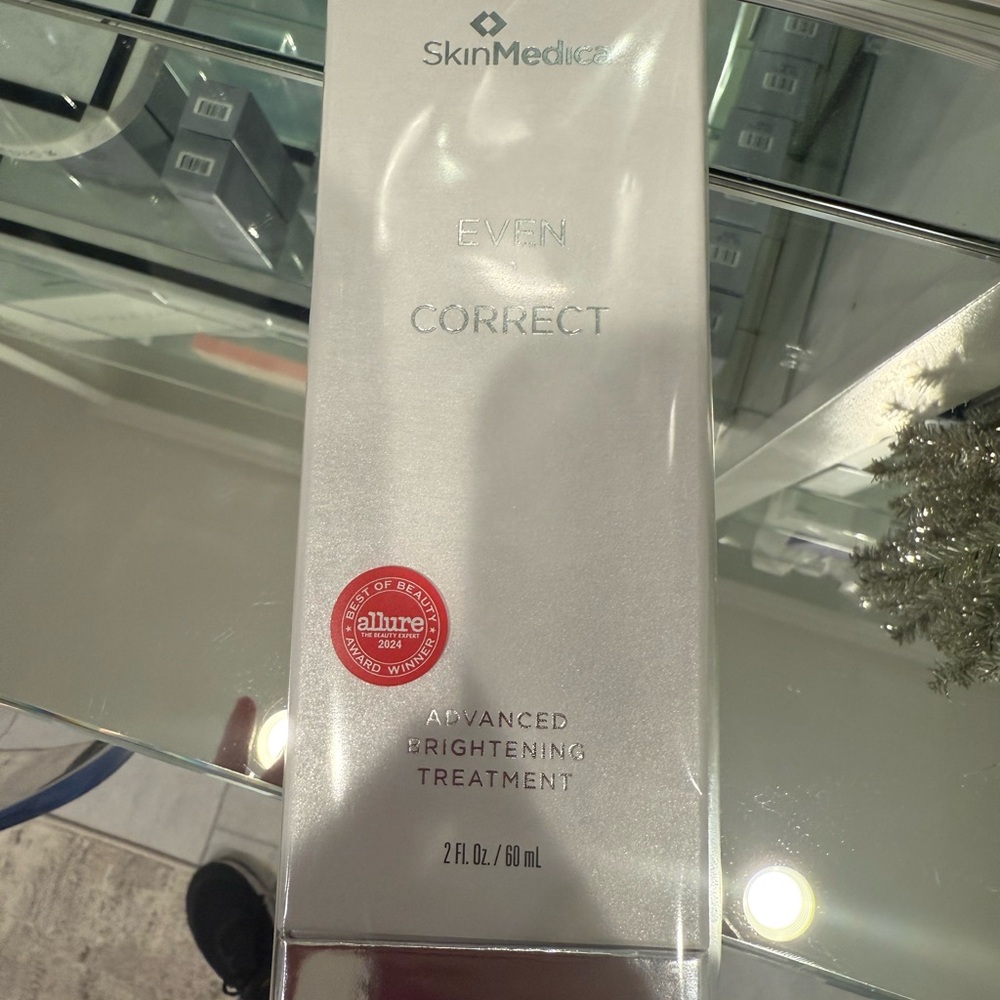 SkinMedica
EVEN
CORRECT
BEST OF BEAUTY
allure
THE BEAUTY EXPERT
2024
AWARD WINNER
ADVANCED
BRIGHTENING
TREATMENT
2 Fl. Oz. / 60 mL